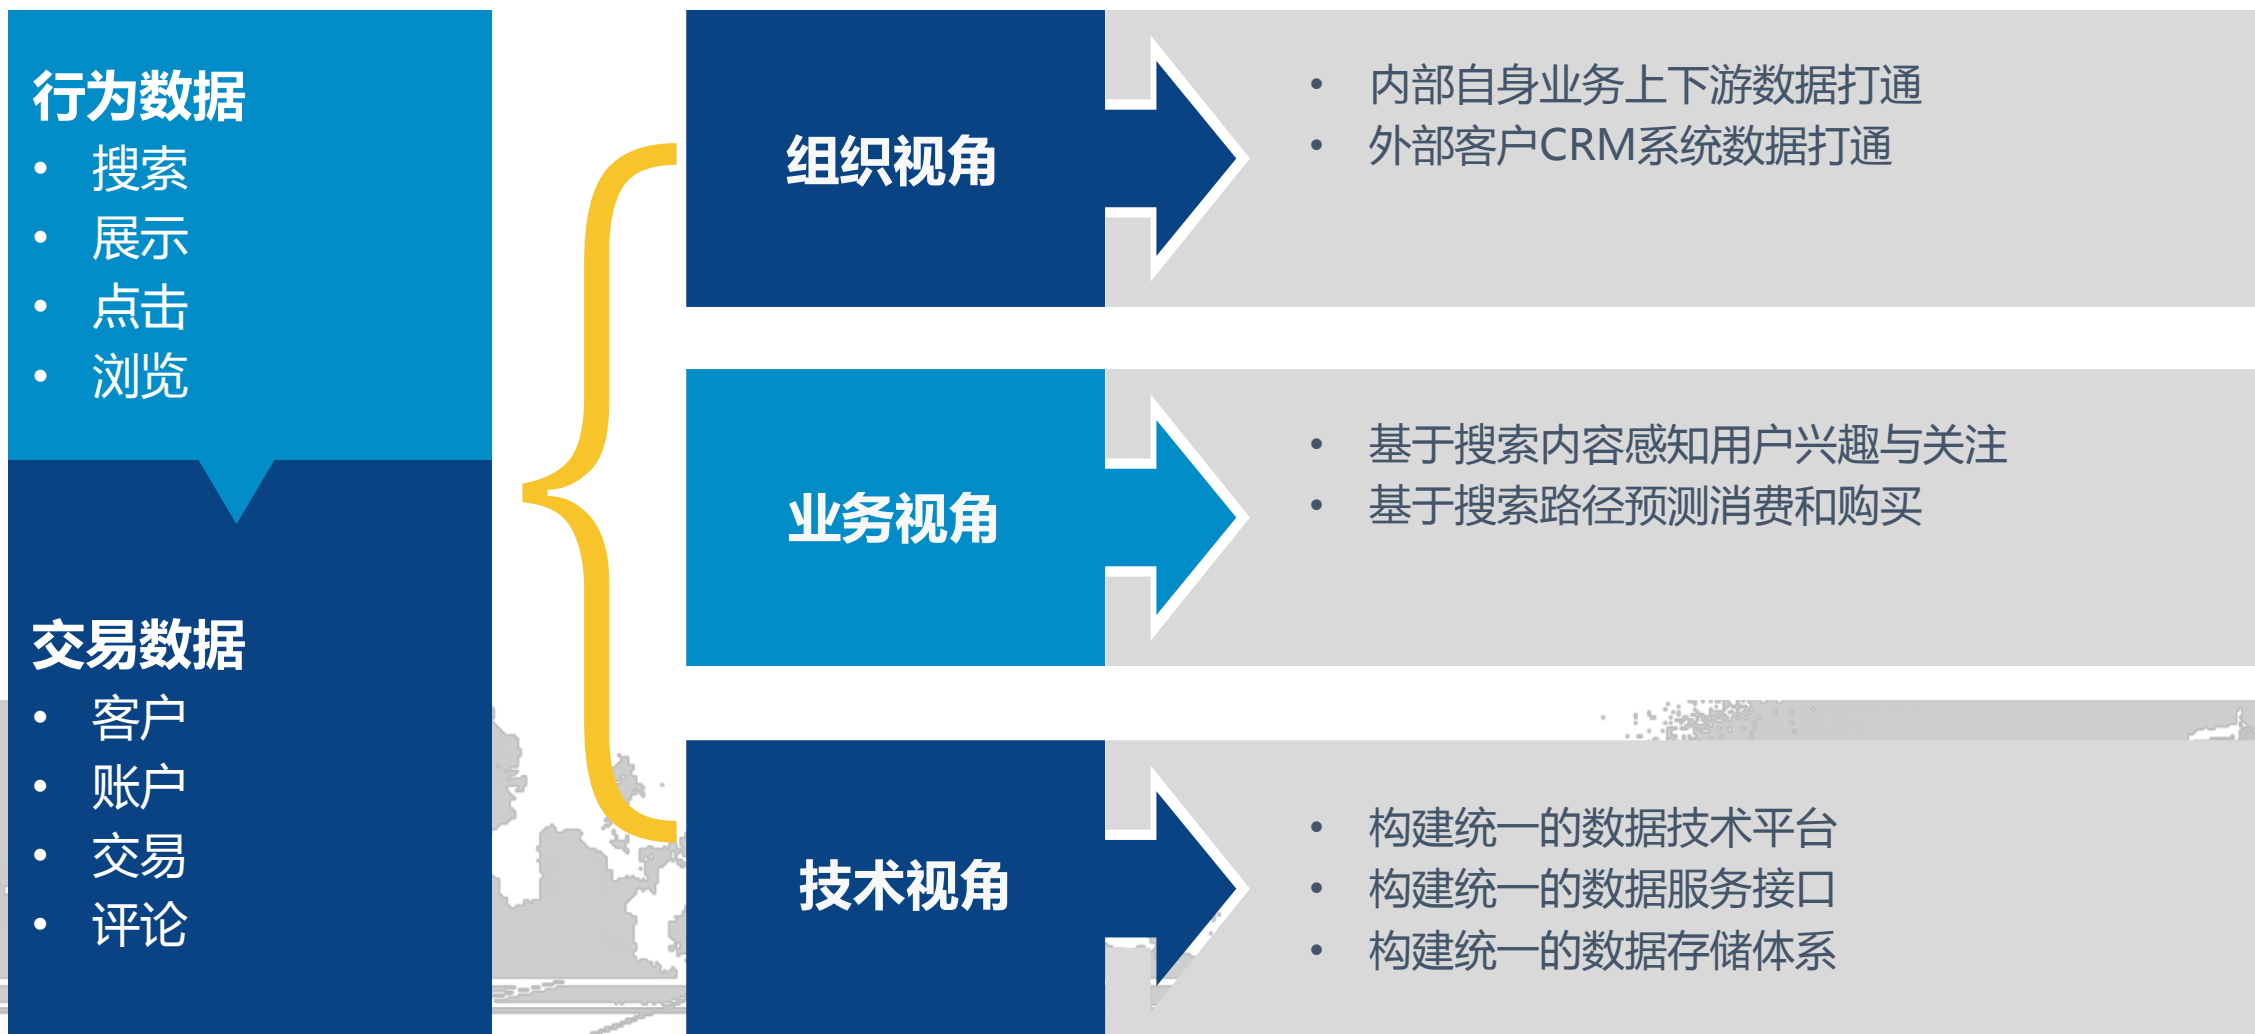 行为数据
• 搜索
• 展示
• 点击
• 浏览
交易数据
• 客户
• 账户
• 交易
• 评论
组织视角
• 内部自身业务上下游数据打通
• 外部客户CRM系统数据打通
业务视角
• 基于搜索内容感知用户兴趣与关注
• 基于搜索路径预测消费和购买
技术视角
• 构建统一的数据技术平台
• 构建统一的数据服务接口
• 构建统一的数据存储体系